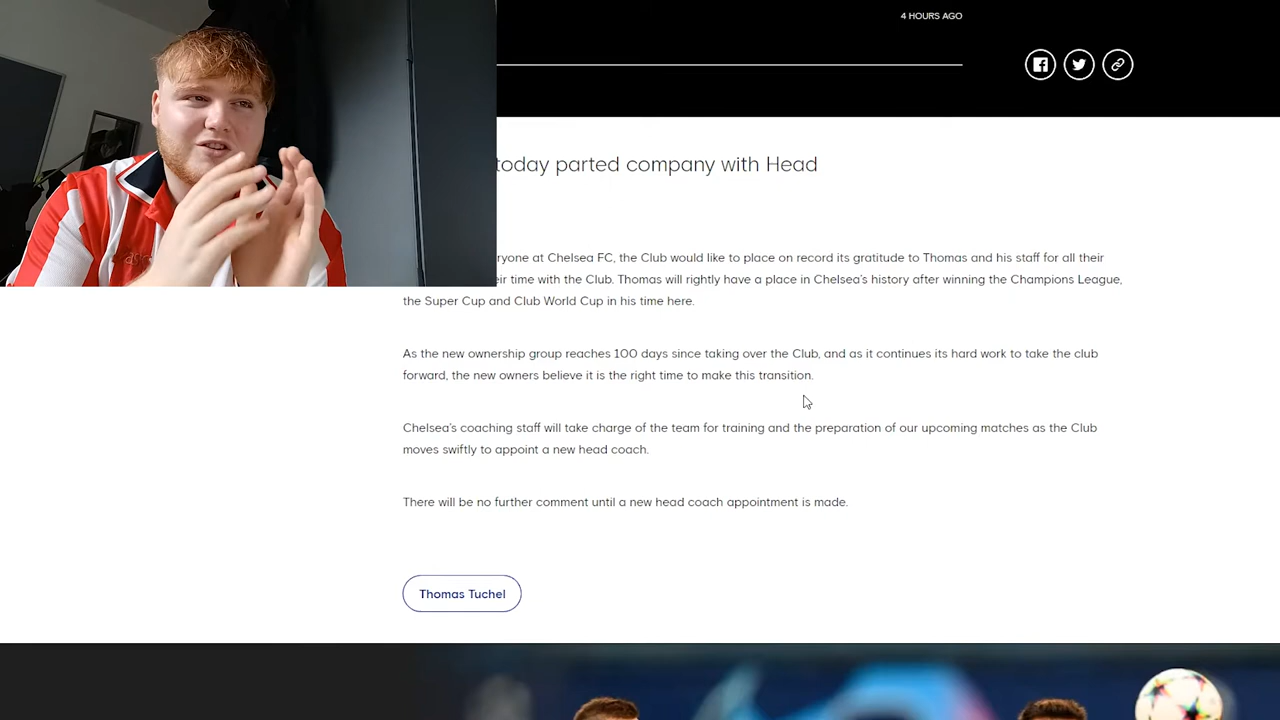 4 HOURS AGO
today parted company with Head
ryone at Chelsea FC, the Club would like to place on record its gratitude to Thomas and his staff for all their
eir time with the Club. Thomas will rightly have a place in Chelsea's history after winning the Champions League,
the Super Cup and Club World Cup in his time here.
As the new ownership group reaches 100 days since taking over the Club, and as it continues its hard work to take the club
forward, the new owners believe it is the right time to make this transition.
Chelsea's coaching staff will take charge of the team for training and the preparation of our upcoming matches as the Club
moves swiftly to appoint a new head coach.
There will be no further comment until a new head coach appointment is made.
Thomas Tuchel